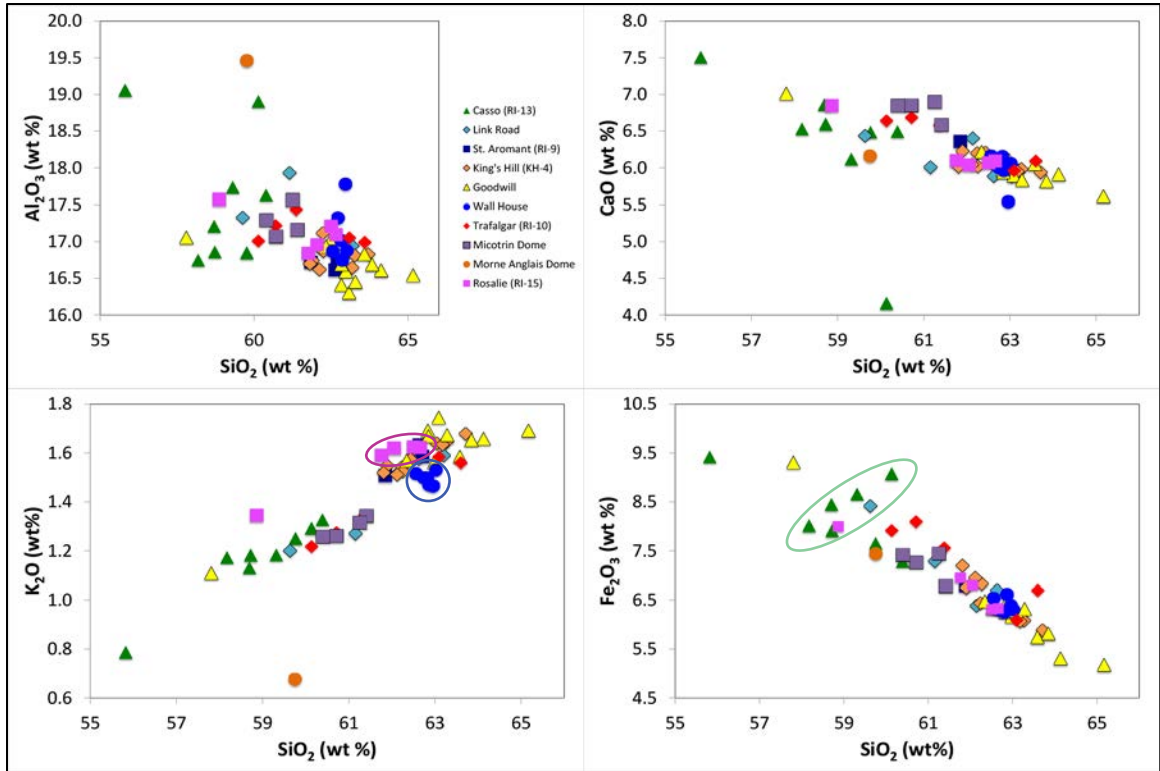 20.0
19.5
19.0
18.5
18.0
17.5
17.0
16.5
16.0
Al₂O₃ (wt %)
55 60 65
SiO₂ (wt %)
Casso (RI-13)
Link Road
St. Aromant (RI-9)
King's Hill (KH-4)
Goodwill
Wall House
Trafalgar (RI-10)
Micotrin Dome
Morne Anglais Dome
Rosalie (RI-15)
8.0
7.5
7.0
6.5
6.0
5.5
5.0
4.5
4.0
CaO (wt %)
55 57 59 61 63 65
SiO₂ (wt %)
1.8
1.6
1.4
1.2
1.0
0.8
0.6
K₂O (wt%)
55 57 59 61 63 65
SiO₂ (wt %)
10.5
9.5
8.5
7.5
6.5
5.5
4.5
Fe₂O₃ (wt %)
55 57 59 61 63 65
SiO₂ (wt%)